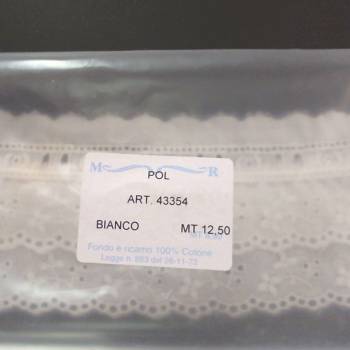 M R
POL
ART. 43354
BIANCO MT 12,50
Fondo e ricamo 100% Cotone
Legge n. 883 del 26-11-73